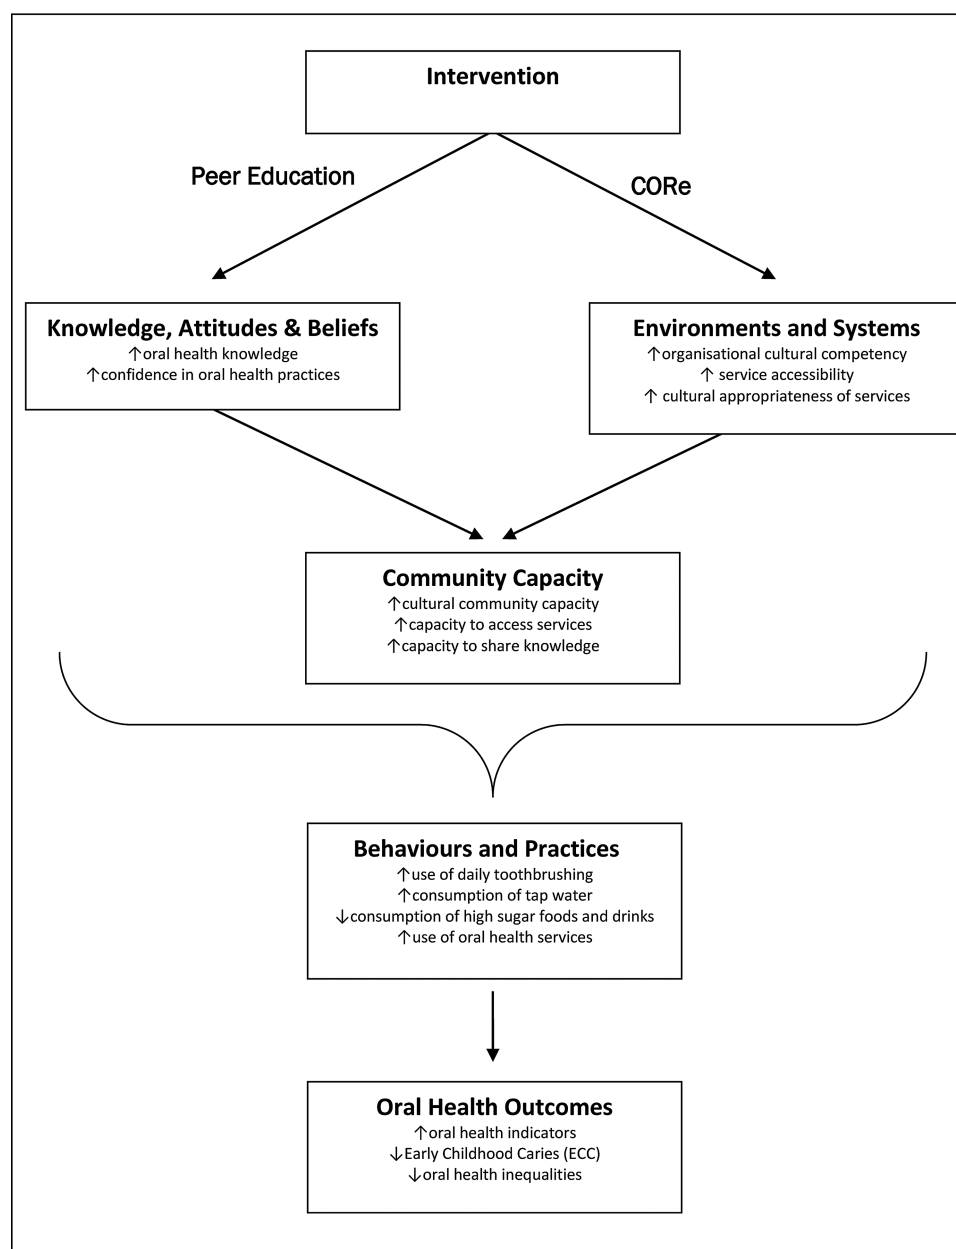 Intervention
Peer Education
CORe
Knowledge, Attitudes & Beliefs
↑oral health knowledge
↑confidence in oral health practices
Environments and Systems
↑organisational cultural competency
↑ service accessibility
↑ cultural appropriateness of services
Community Capacity
↑cultural community capacity
↑capacity to access services
↑capacity to share knowledge
Behaviours and Practices
↑use of daily toothbrushing
↑consumption of tap water
↓consumption of high sugar foods and drinks
↑use of oral health services
Oral Health Outcomes
↑oral health indicators
↓Early Childhood Caries (ECC)
↓oral health inequalities